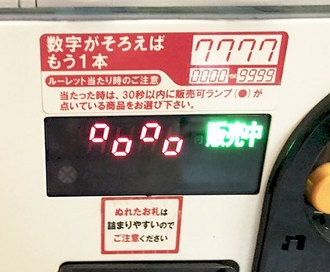 数字がそろえば
もう1本
7777
0000〜9999
ルーレット当たり時のご注意
当たった時は、30秒以内に販売可ランプ(●)が
点いている商品をお選び下さい。
販売中
ぬれたお札は
詰まりやすいので
ご注意ください